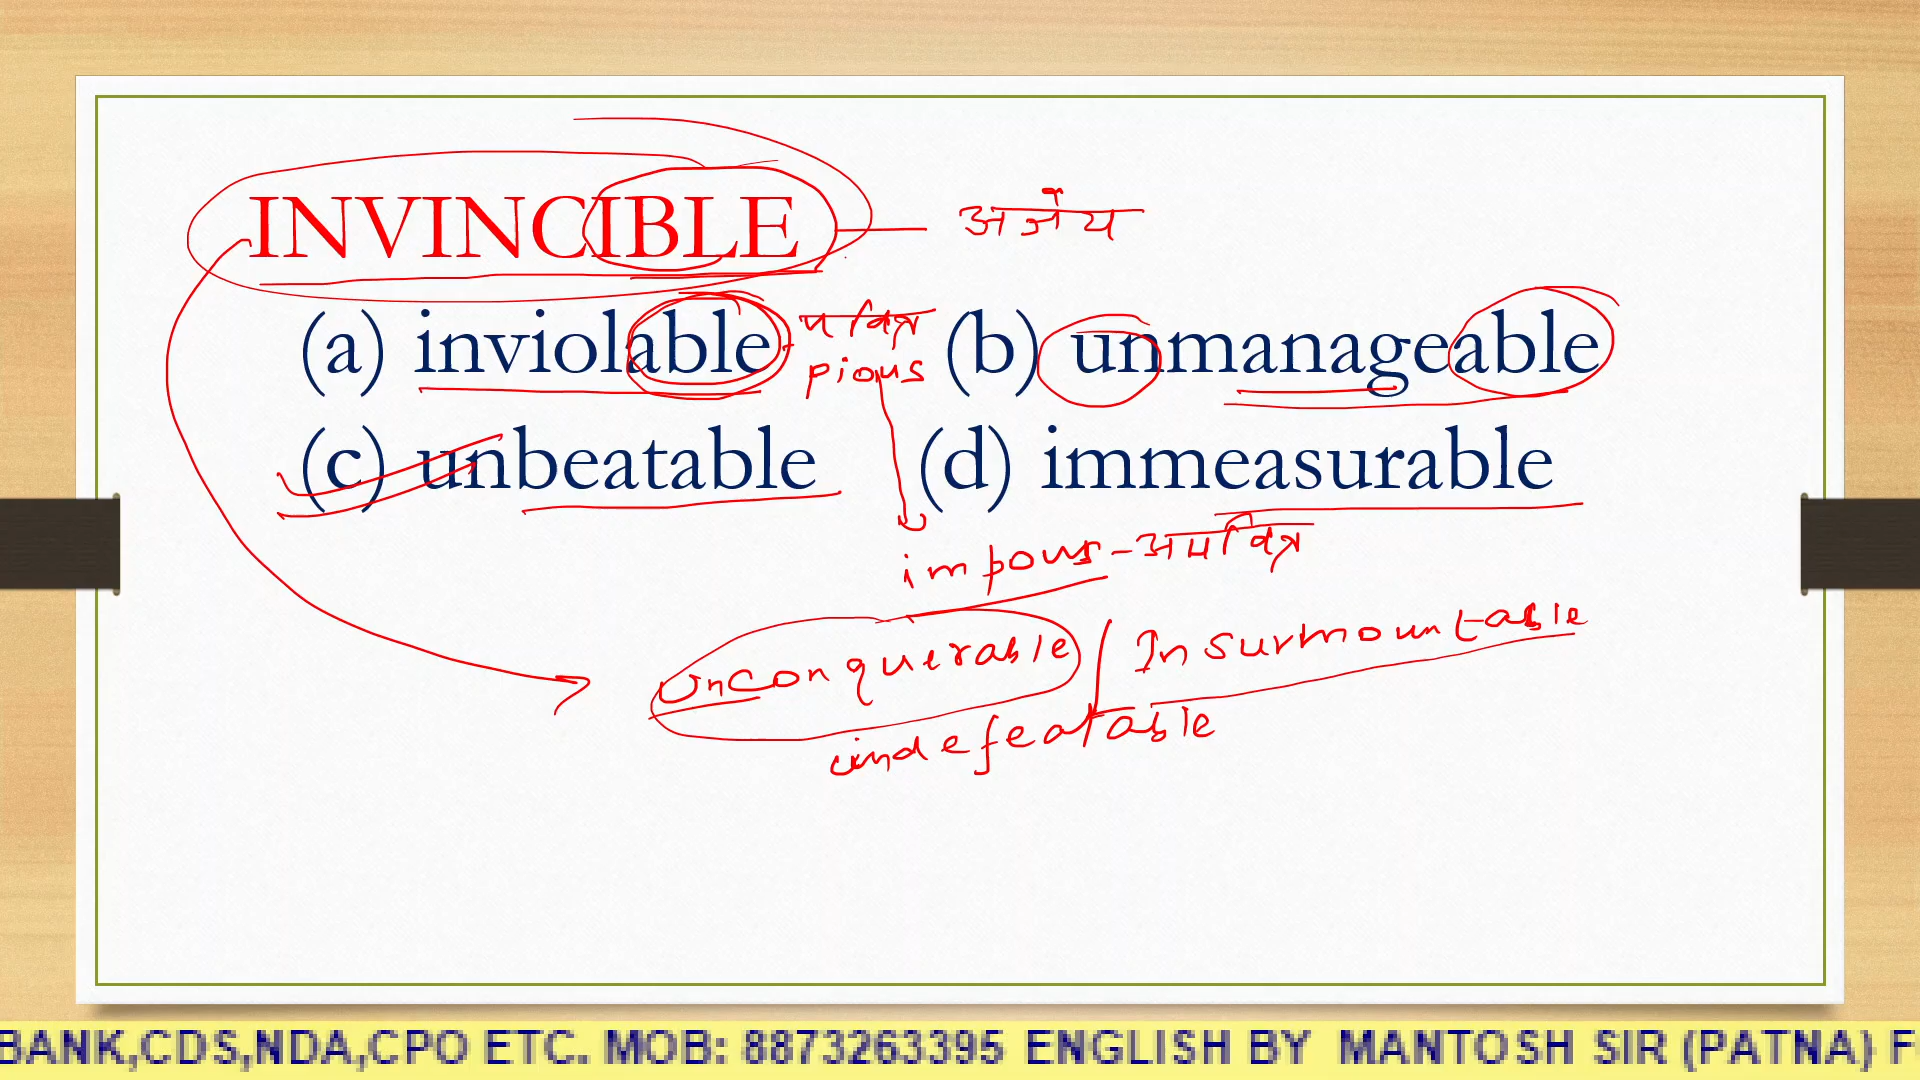 INVINCIBLE — अजेय
(a) inviolable पवित्र (b) unmanageable
pious
(c) unbeatable (d) immeasurable
impous - अपवित्र
Unconquerable / Insurmountable
undefeatable
BANK,CDS,NDA,CPO ETC. MOB: 8873263395 ENGLISH BY MANTOSH SIR (PATNA) F